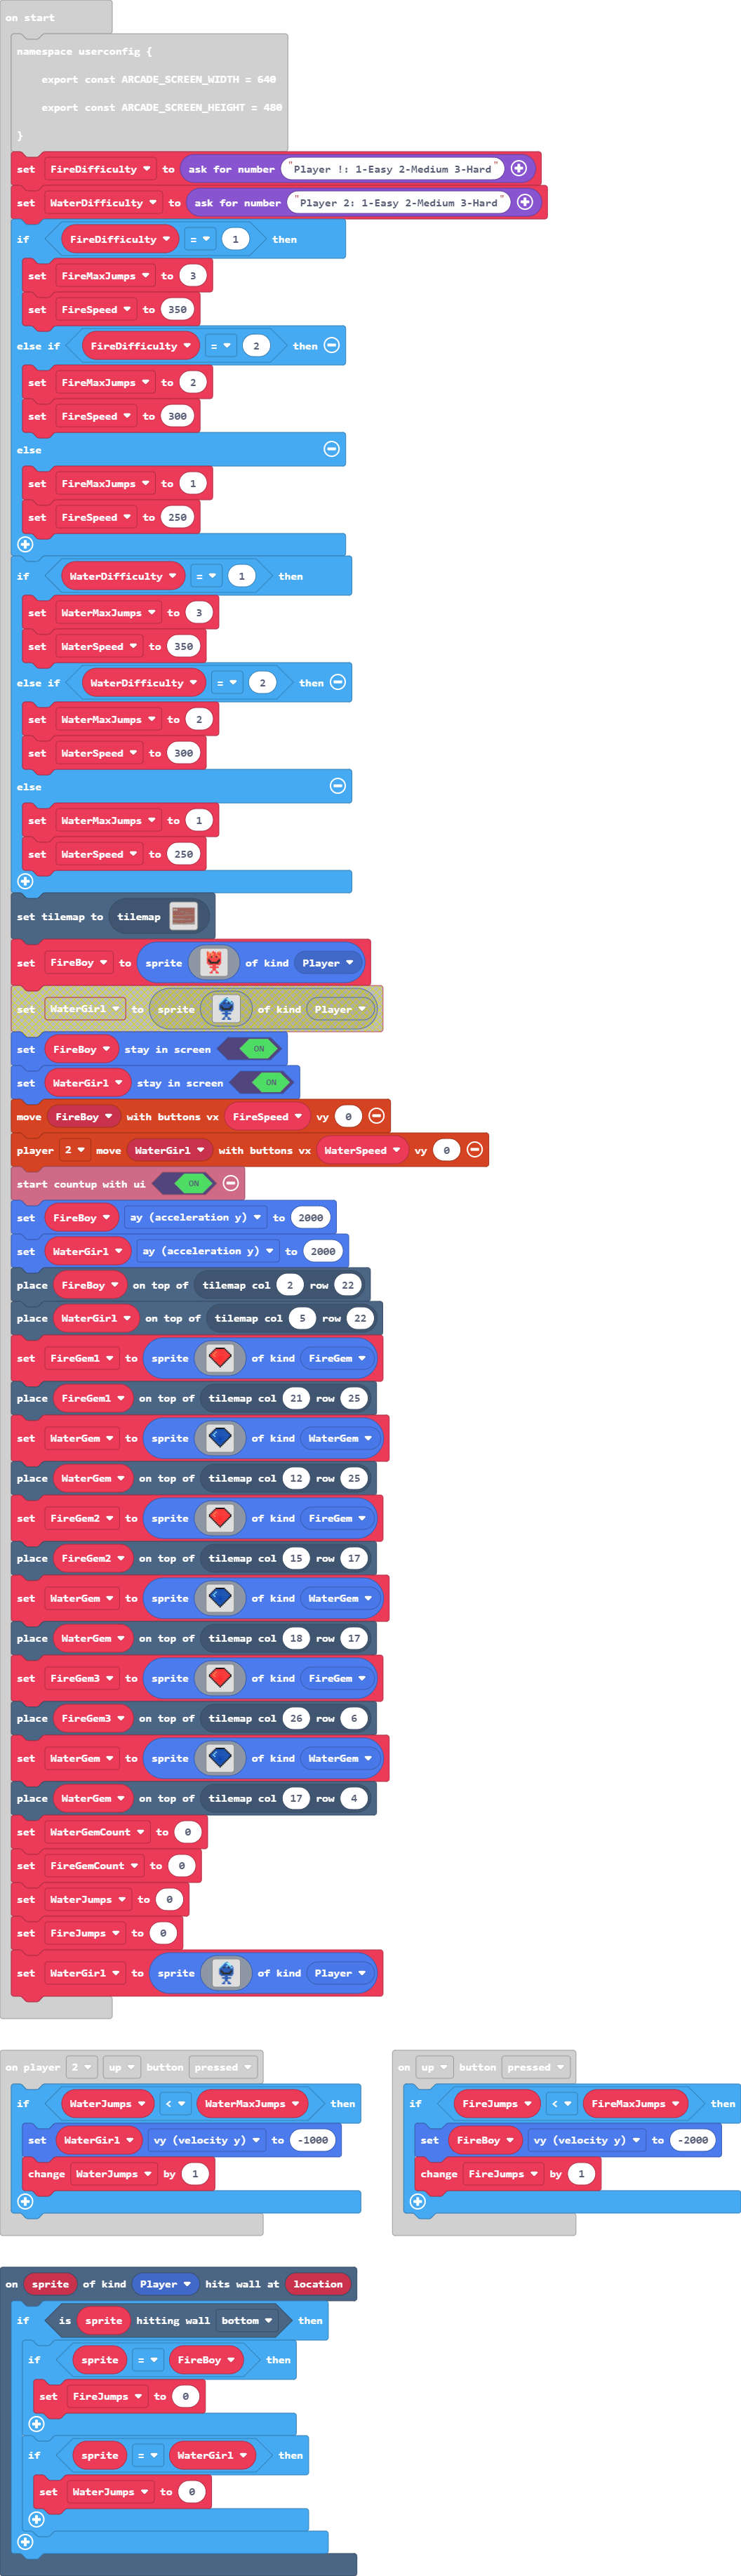 on start
namespace userconfig {
export const ARCADE_SCREEN_WIDTH = 640
export const ARCADE_SCREEN_HEIGHT = 480
}
set FireDifficulty to ask for number "Player !: 1-Easy 2-Medium 3-Hard"
set WaterDifficulty to ask for number "Player 2: 1-Easy 2-Medium 3-Hard"
if FireDifficulty = 1 then
set FireMaxJumps to 3
set FireSpeed to 350
else if FireDifficulty = 2 then
set FireMaxJumps to 2
set FireSpeed to 300
else
set FireMaxJumps to 1
set FireSpeed to 250
if WaterDifficulty = 1 then
set WaterMaxJumps to 3
set WaterSpeed to 350
else if WaterDifficulty = 2 then
set WaterMaxJumps to 2
set WaterSpeed to 300
else
set WaterMaxJumps to 1
set WaterSpeed to 250
set tilemap to tilemap
set FireBoy to sprite of kind Player
set WaterGirl to sprite of kind Player
set FireBoy stay in screen ON
set WaterGirl stay in screen ON
move FireBoy with buttons vx FireSpeed vy 0
player 2 move WaterGirl with buttons vx WaterSpeed vy 0
start countup with ui ON
set FireBoy ay (acceleration y) to 2000
set WaterGirl ay (acceleration y) to 2000
place FireBoy on top of tilemap col 2 row 22
place WaterGirl on top of tilemap col 5 row 22
set FireGem1 to sprite of kind FireGem
place FireGem1 on top of tilemap col 21 row 25
set WaterGem to sprite of kind WaterGem
place WaterGem on top of tilemap col 12 row 25
set FireGem2 to sprite of kind FireGem
place FireGem2 on top of tilemap col 15 row 17
set WaterGem to sprite of kind WaterGem
place WaterGem on top of tilemap col 18 row 17
set FireGem3 to sprite of kind FireGem
place FireGem3 on top of tilemap col 26 row 6
set WaterGem to sprite of kind WaterGem
place WaterGem on top of tilemap col 17 row 4
set WaterGemCount to 0
set FireGemCount to 0
set WaterJumps to 0
set FireJumps to 0
set WaterGirl to sprite of kind Player
on player 2 up button pressed
if WaterJumps < WaterMaxJumps then
set WaterGirl vy (velocity y) to -1000
change WaterJumps by 1
on up button pressed
if FireJumps < FireMaxJumps then
set FireBoy vy (velocity y) to -2000
change FireJumps by 1
on sprite of kind Player hits wall at location
if is sprite hitting wall bottom then
if sprite = FireBoy then
set FireJumps to 0
if sprite = WaterGirl then
set WaterJumps to 0